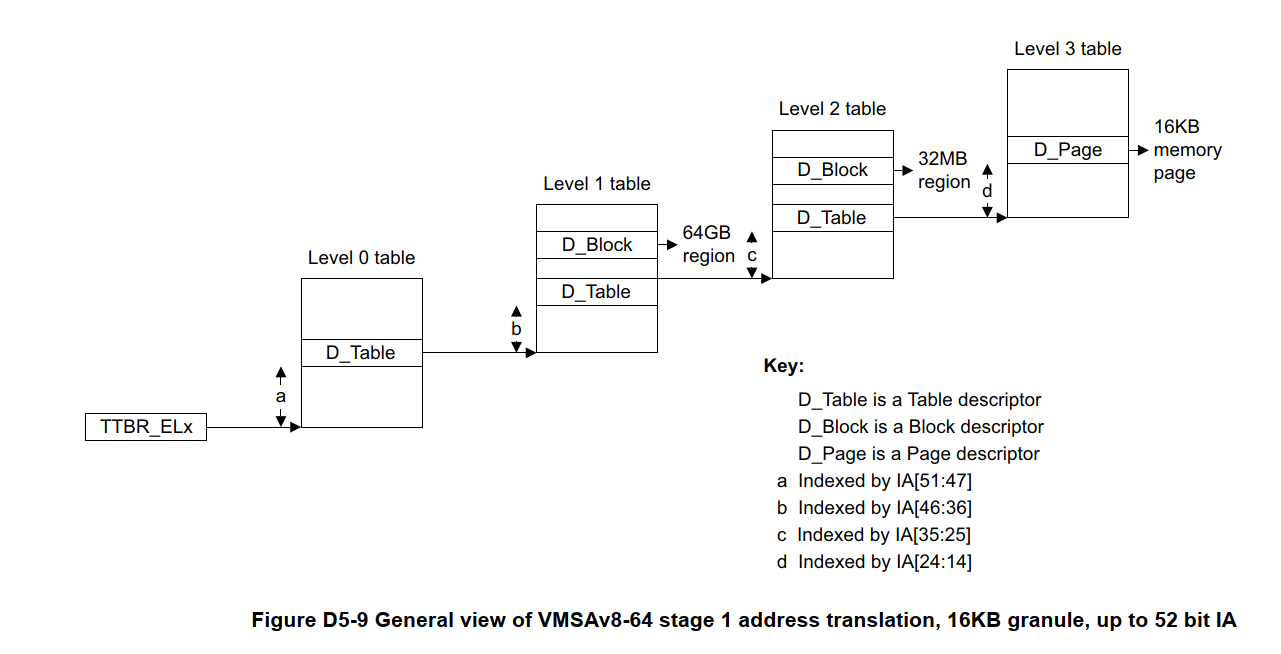 Level 3 table
D_Page
16KB
memory
page
Level 2 table
D_Block
32MB
region
d
D_Table
Level 1 table
D_Block
64GB
region
c
D_Table
Level 0 table
b
D_Table
a
TTBR_ELx
Key:
D_Table is a Table descriptor
D_Block is a Block descriptor
D_Page is a Page descriptor
a Indexed by IA[51:47]
b Indexed by IA[46:36]
c Indexed by IA[35:25]
d Indexed by IA[24:14]
Figure D5-9 General view of VMSAv8-64 stage 1 address translation, 16KB granule, up to 52 bit IA